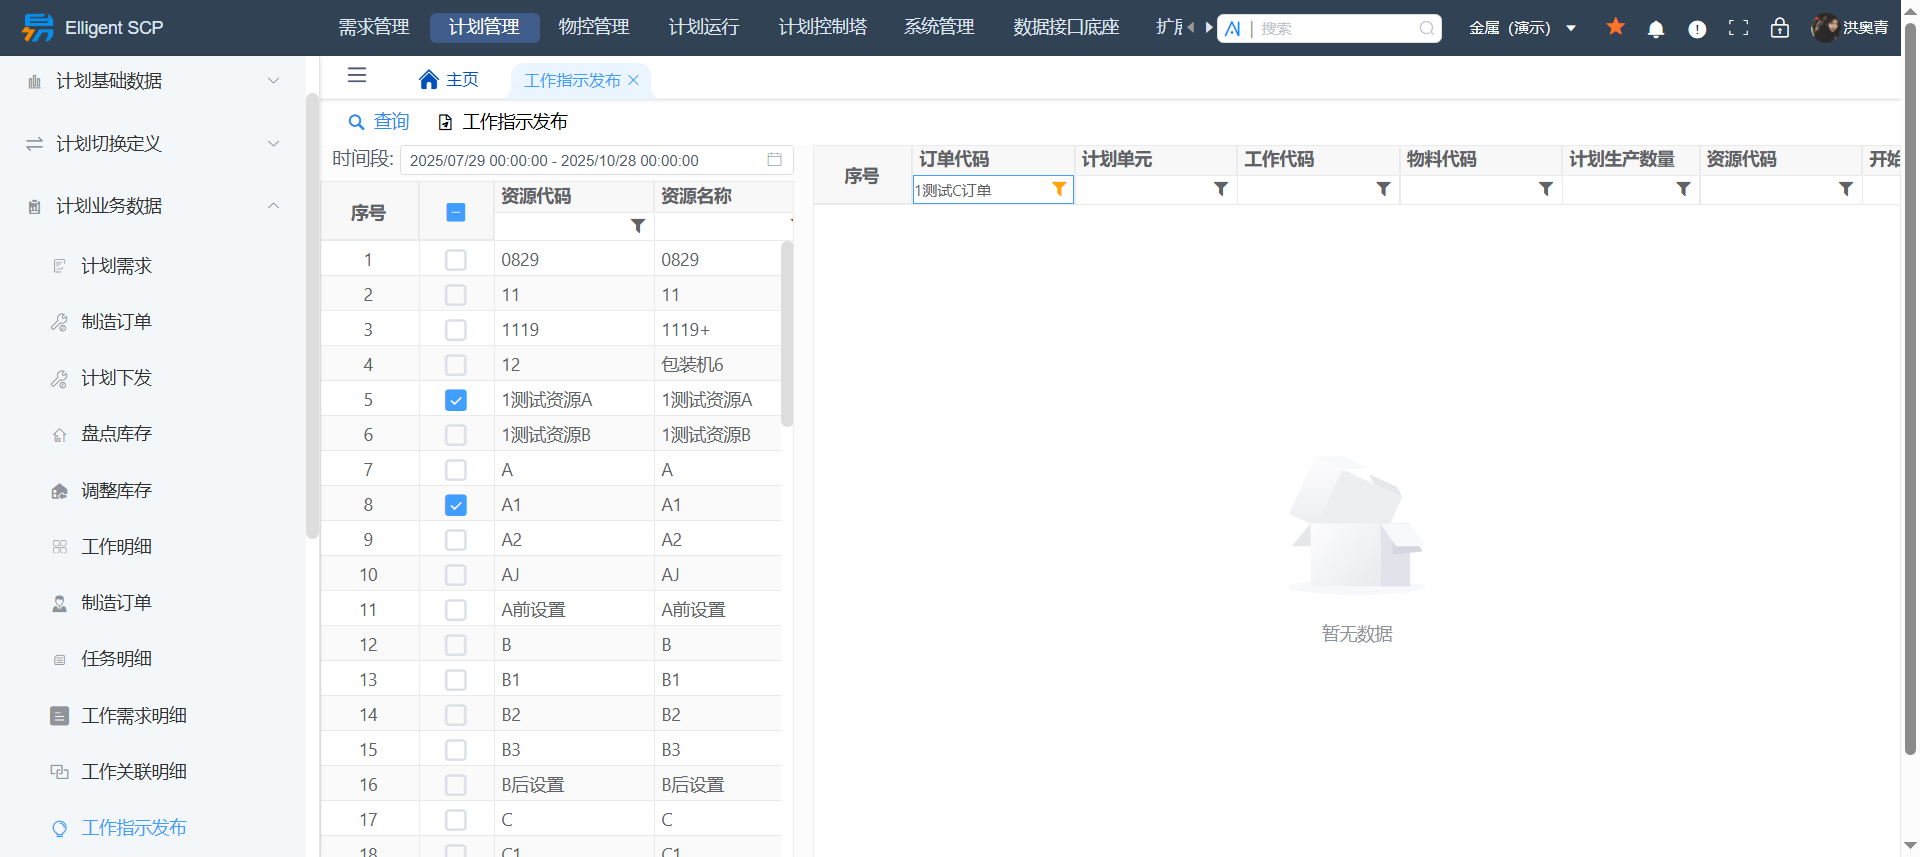 Elligent SCP
需求管理
计划管理
物控管理
计划运行
计划控制塔
系统管理
数据接口底座
扩展
搜索
金属（演示）
洪奥青
计划基础数据
计划切换定义
计划业务数据
计划需求
制造订单
计划下发
盘点库存
调整库存
工作明细
制造订单
任务明细
工作需求明细
工作关联明细
工作指示发布
主页
工作指示发布
查询
工作指示发布
时间段:
2025/07/29 00:00:00 - 2025/10/28 00:00:00
序号 资源代码 资源名称
1 0829 0829
2 11 11
3 1119 1119+
4 12 包装机6
5 1测试资源A 1测试资源A
6 1测试资源B 1测试资源B
7 A A
8 A1 A1
9 A2 A2
10 AJ AJ
11 A前设置 A前设置
12 B B
13 B1 B1
14 B2 B2
15 B3 B3
16 B后设置 B后设置
17 C C
18 C1 C1
序号 订单代码 计划单元 工作代码 物料代码 计划生产数量 资源代码 开始
1测试C订单
暂无数据